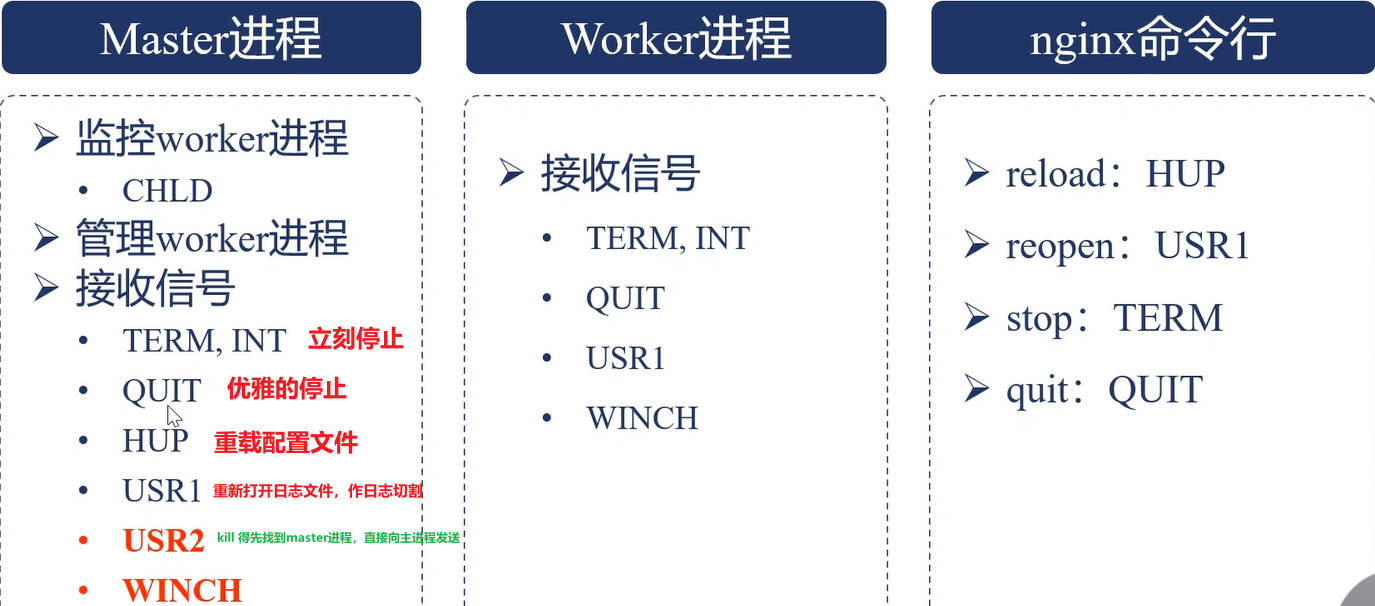 Master进程
监控worker进程
CHLD
管理worker进程
接收信号
TERM, INT 立刻停止
QUIT 优雅的停止
HUP 重载配置文件
USR1 重新打开日志文件，作日志切割
USR2 kill 得先找到master进程，直接向主进程发送
WINCH
Worker进程
接收信号
TERM, INT
QUIT
USR1
WINCH
nginx命令行
reload：HUP
reopen：USR1
stop：TERM
quit：QUIT